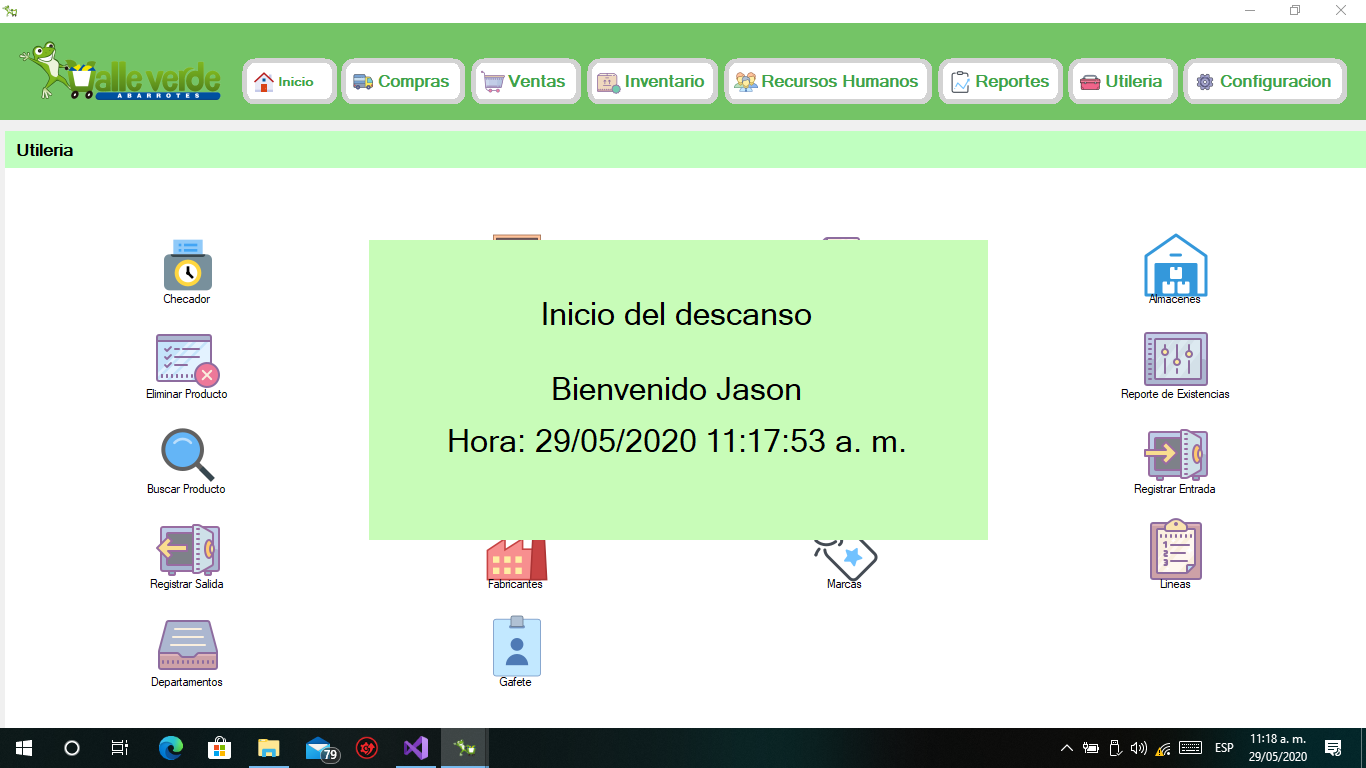 Valle verde
ABARROTES
Inicio
Compras
Ventas
Inventario
Recursos Humanos
Reportes
Utileria
Configuracion
Utileria
Checador
Almacenes
Inicio del descanso
Bienvenido Jason
Hora: 29/05/2020 11:17:53 a. m.
Eliminar Producto
Reporte de Existencias
Buscar Producto
Registrar Entrada
Registrar Salida
Fabricantes
Marcas
Lineas
Departamentos
Gafete
79
ESP
11:18 a. m.
29/05/2020